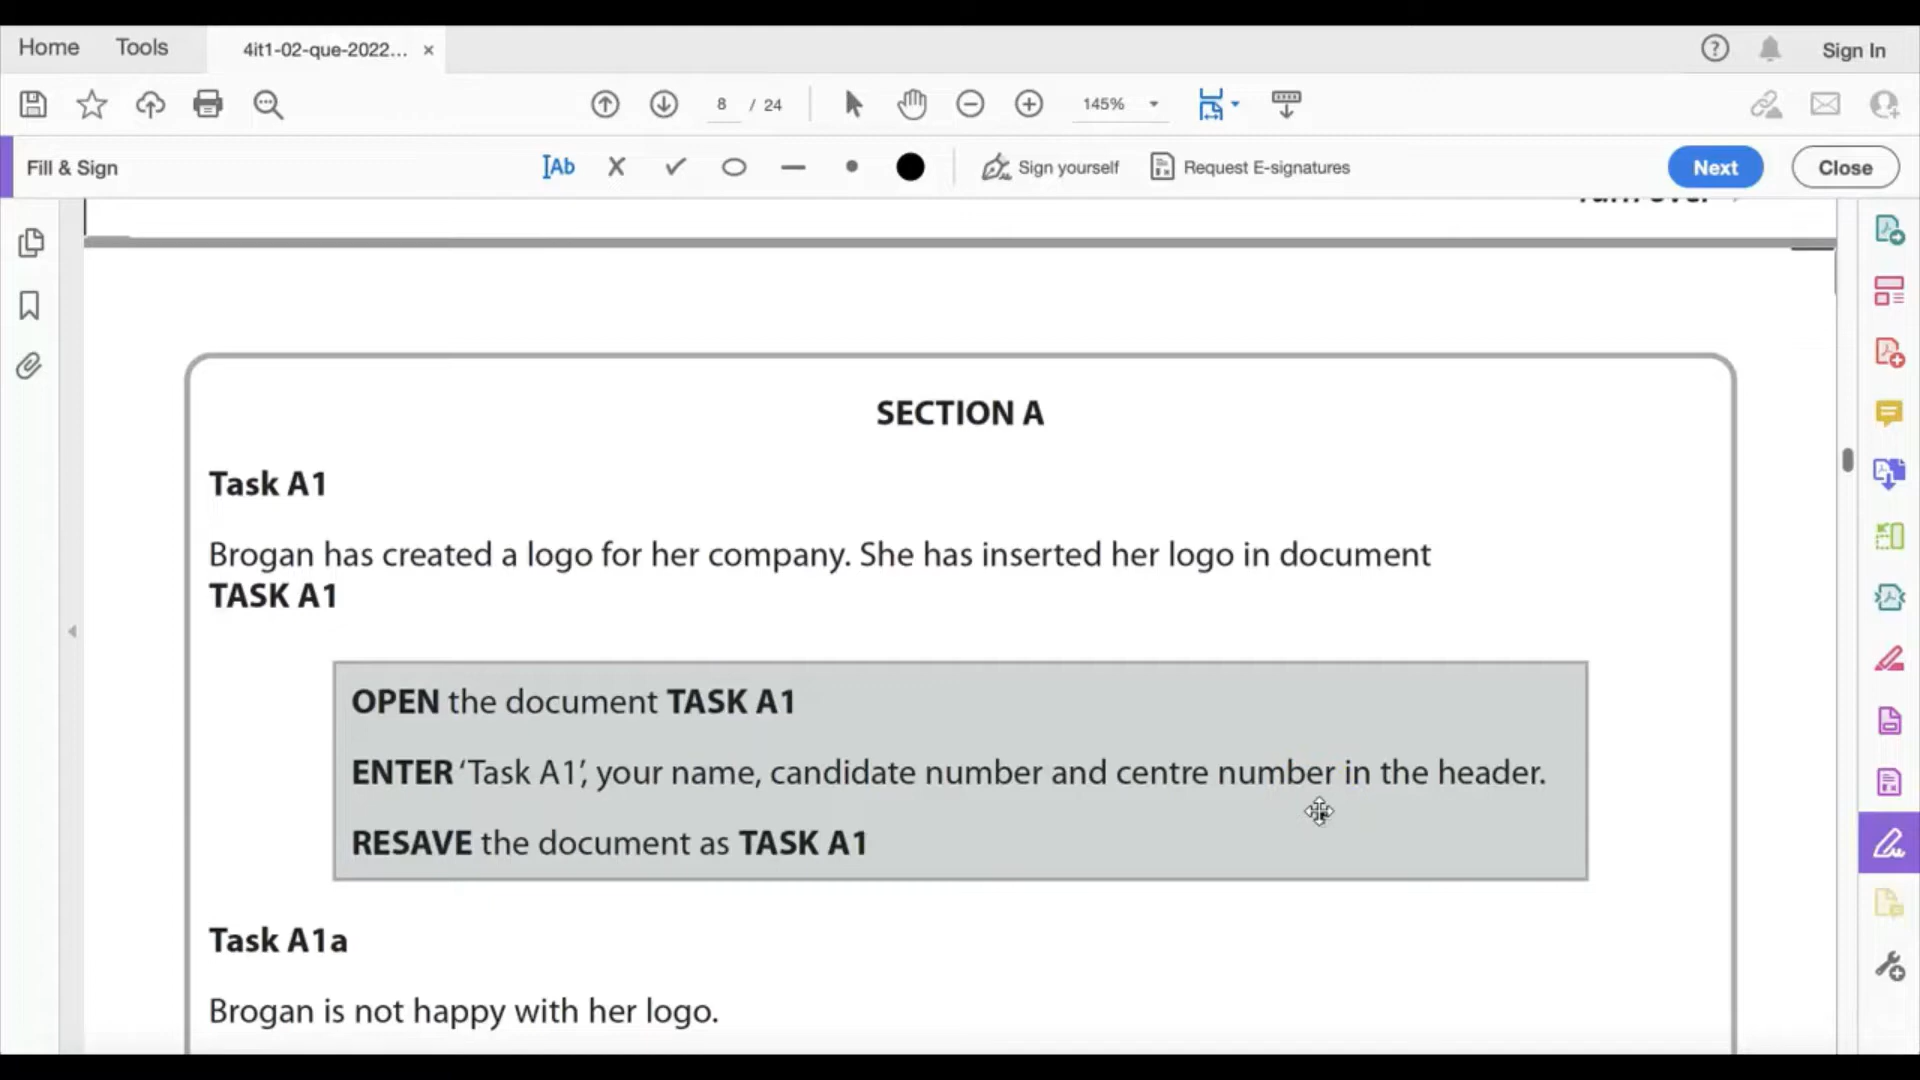 Home Tools 4it1-02-que-2022... × Sign In
8 / 24 145%
Fill & Sign Ab Sign yourself Request E-signatures Next Close
SECTION A
Task A1
Brogan has created a logo for her company. She has inserted her logo in document
TASK A1
OPEN the document TASK A1
ENTER ‘Task A1’, your name, candidate number and centre number in the header.
RESAVE the document as TASK A1
Task A1a
Brogan is not happy with her logo.